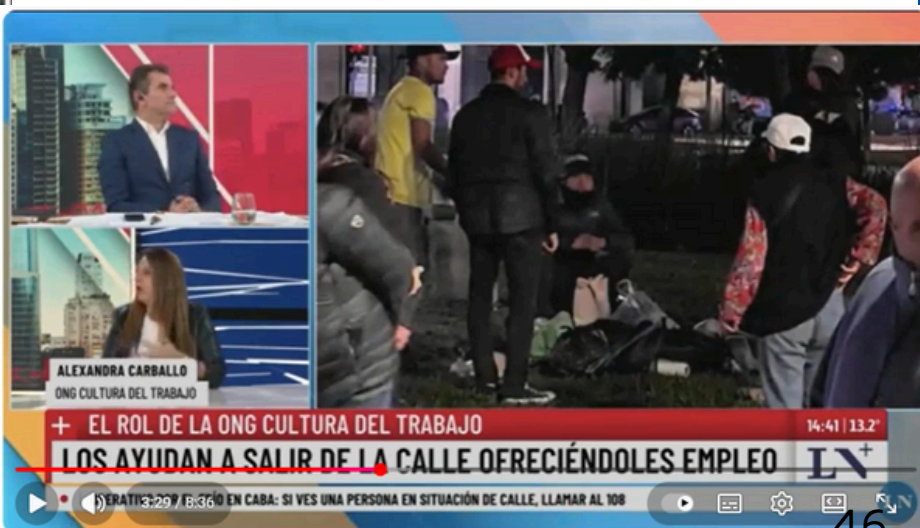 ALEXANDRA CARBALLO
ONG CULTURA DEL TRABAJO
+ EL ROL DE LA ONG CULTURA DEL TRABAJO
14:41 | 13.2°
LOS AYUDAN A SALIR DE LA CALLE OFRECIÉNDOLES EMPLEO
LN+
EN CABA: SI VES UNA PERSONA EN SITUACIÓN DE CALLE, LLAMAR AL 108
3:29 / 8:36
LN
46